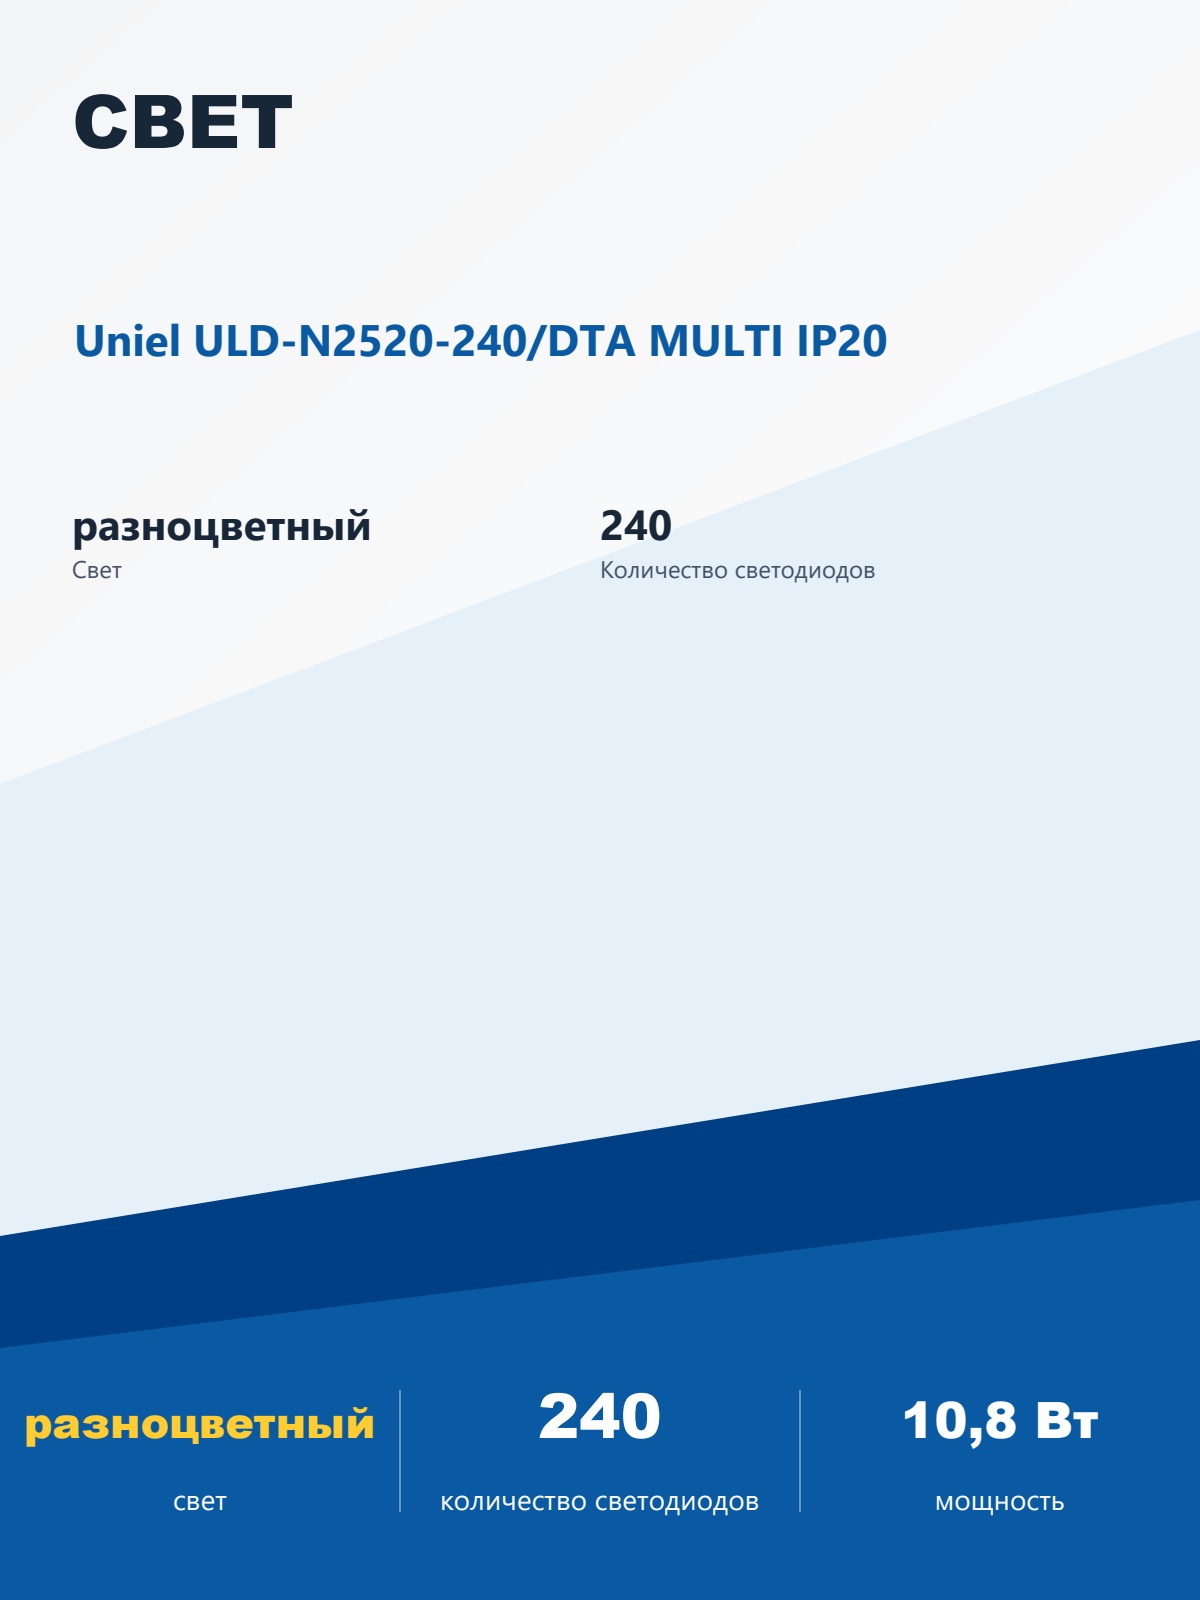 СВЕТ
Uniel ULD-N2520-240/DTA MULTI IP20
разноцветный
Свет
240
Количество светодиодов
разноцветный
свет
240
количество светодиодов
10,8 Вт
мощность